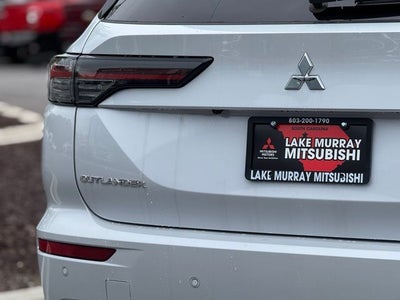 803-200-1790
SOUTH CAROLINA
LAKE MURRAY
MITSUBISHI
MITSUBISHI
MOTORS
LAKE MURRAY MITSUBISHI
OUTLANDER